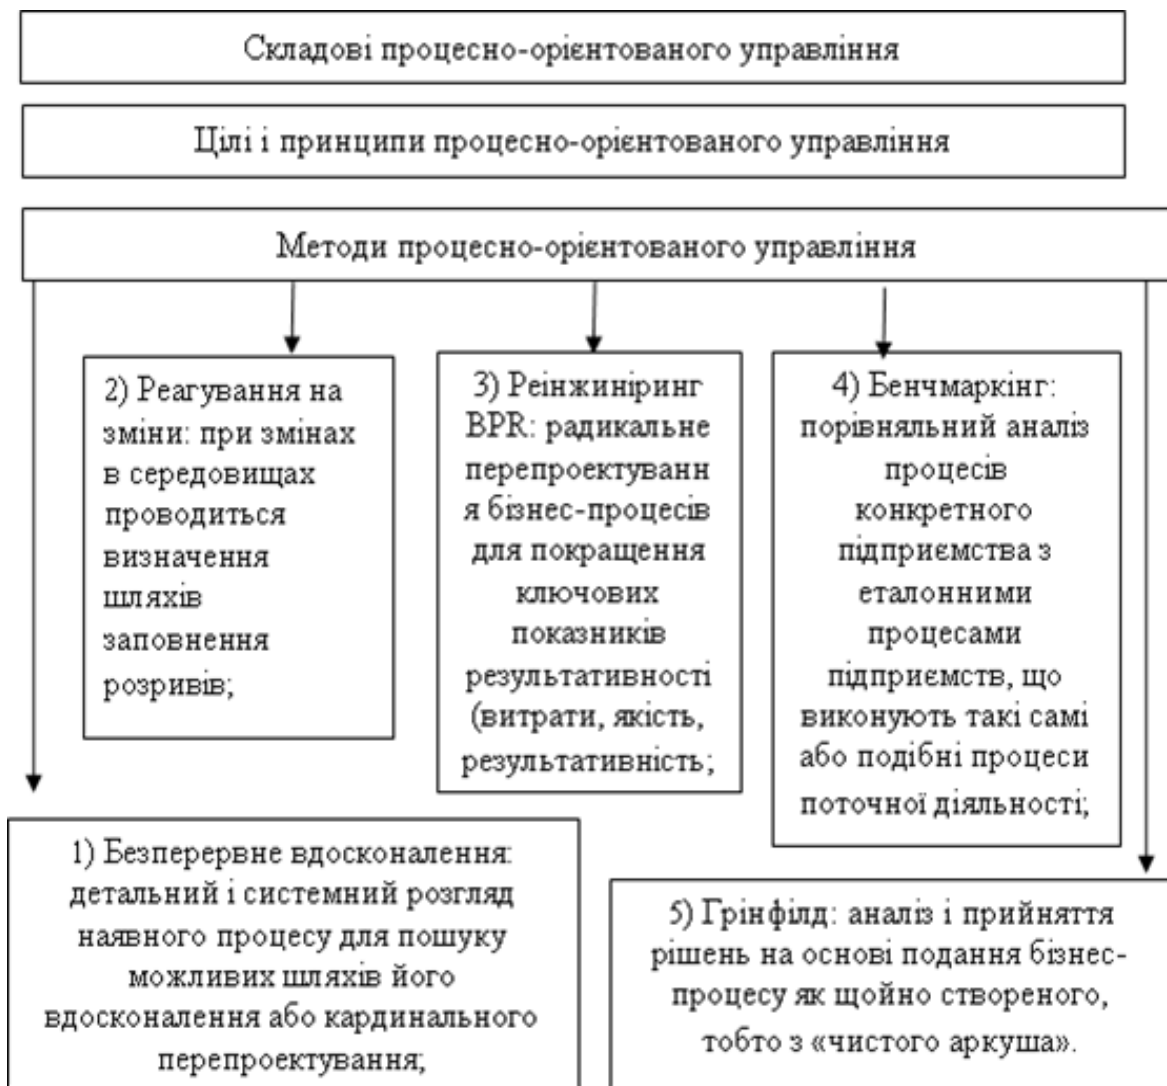 Складові процесно-орієнтованого управління
Цілі і принципи процесно-орієнтованого управління
Методи процесно-орієнтованого управління
2) Реагування на
зміни: при змінах
в середовищах
проводиться
визначення
шляхів
заповнення
розривів;
3) Реінжиніринг
BPR: радикальне
перепроектуванн
я бізнес-процесів
для покращення
ключових
показників
результативності
(витрати, якість,
результативність;
4) Бенчмаркінг:
порівняльний аналіз
процесів
конкретного
підприємства з
еталонними
процесами
підприємств, що
виконують такі самі
або подібні процеси
поточної діяльності;
1) Безперервне вдосконалення:
детальний і системний розгляд
наявного процесу для пошуку
можливих шляхів його
вдосконалення або кардинального
перепроектування;
5) Грінфілд: аналіз і прийняття
рішень на основі подання бізнес-
процесу як щойно створеного,
тобто з «чистого аркуша».